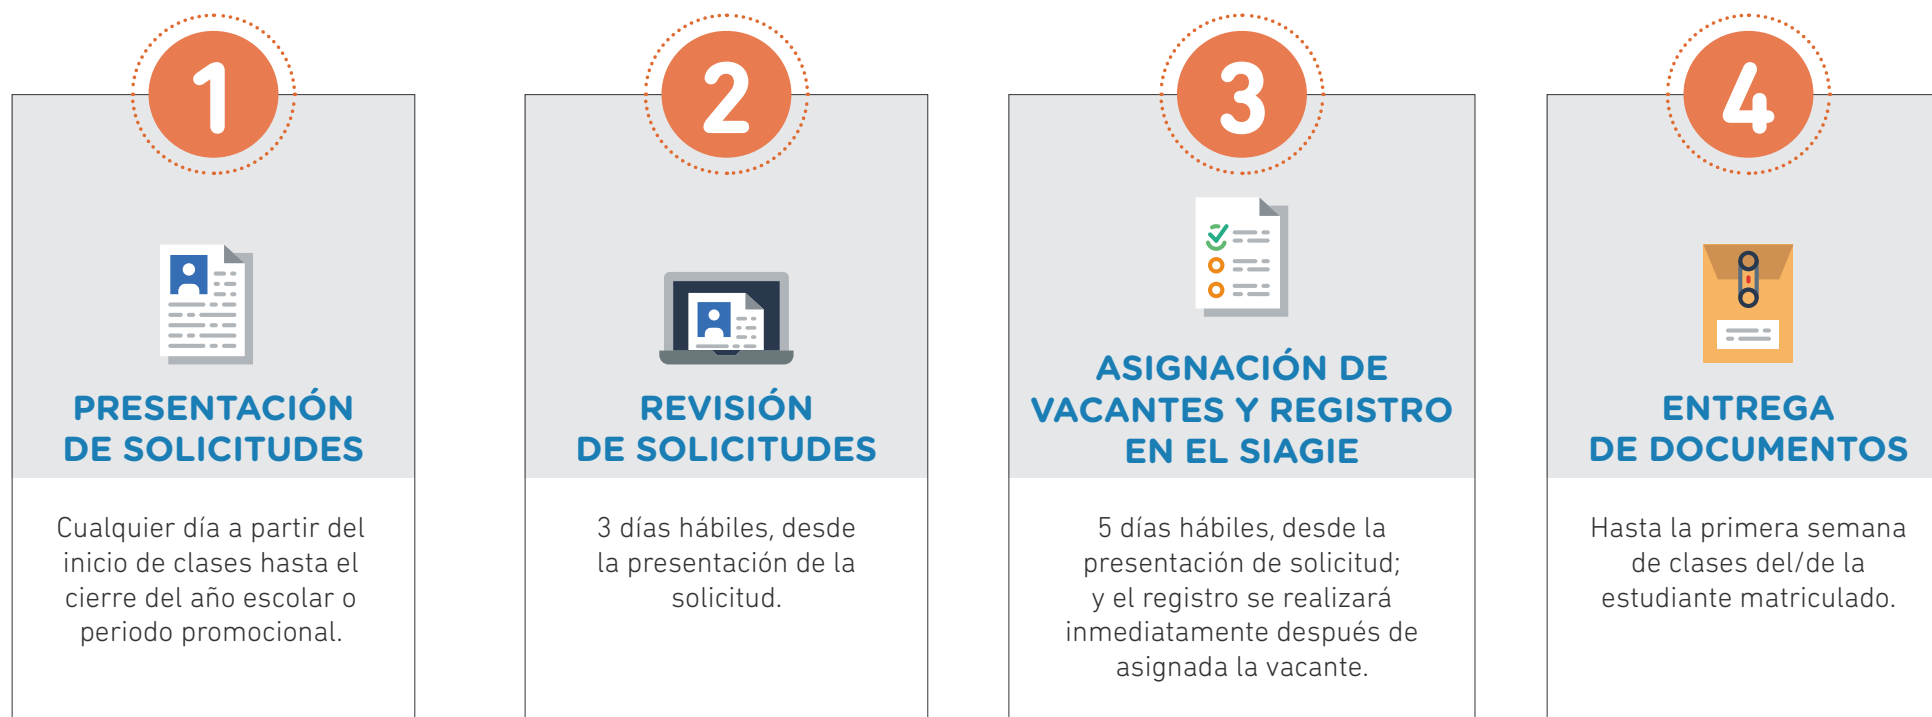 1
PRESENTACIÓN
DE SOLICITUDES
Cualquier día a partir del
inicio de clases hasta el
cierre del año escolar o
periodo promocional.
2
REVISIÓN
DE SOLICITUDES
3 días hábiles, desde
la presentación de la
solicitud.
3
ASIGNACIÓN DE
VACANTES Y REGISTRO
EN EL SIAGIE
5 días hábiles, desde la
presentación de solicitud;
y el registro se realizará
inmediatamente después de
asignada la vacante.
4
ENTREGA
DE DOCUMENTOS
Hasta la primera semana
de clases del/de la
estudiante matriculado.